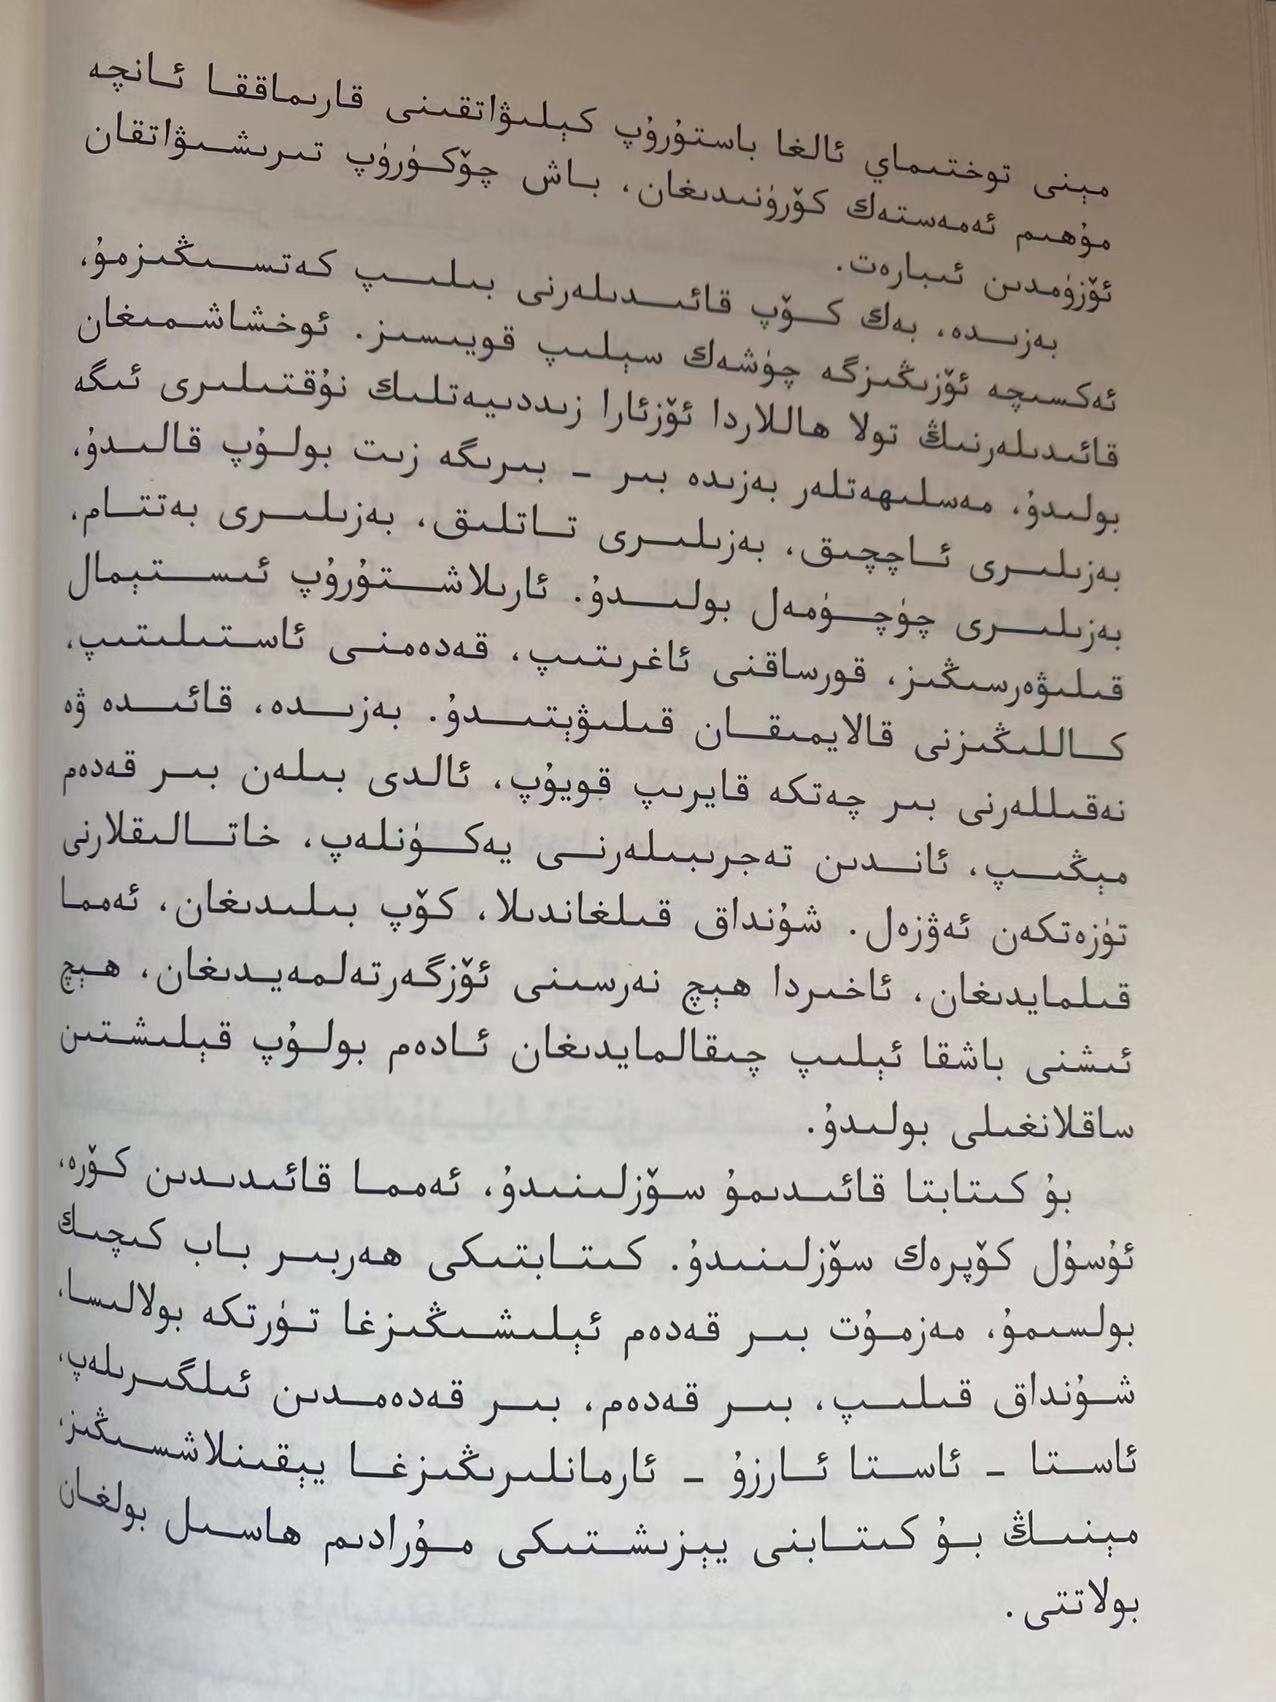 مېنى توختىماي ئالغا باستۇرۇپ كېلىۋاتقىنى قارىماققا ئانچە
مۇھىم ئەمەستەك كۆرۈنىدىغان، باش چۆكۈرۈپ تىرىشىۋاتقان
ئۆزۈمدىن ئىبارەت.
بەزىدە، بەك كۆپ قائىدىلەرنى بىلىپ كەتسىڭىزمۇ،
ئەكسىچە ئۆزىڭىزگە چۈشەك سېلىپ قويىسىز. ئوخشاشمىغان
قائىدىلەرنىڭ تولا ھاللاردا ئۆزئارا زىددىيەتلىك نۇقتىلىرى ئىگە
بولىدۇ، مەسلىھەتلەر بەزىدە بىر - بىرىگە زىت بولۇپ قالىدۇ،
بەزىلىرى ئاچچىق، بەزىلىرى تاتلىق، بەزىلىرى بەتتام،
بەزىلىرى چۈچۈمەل بولىدۇ. ئارىلاشتۇرۇپ ئىستېمال
قىلىۋەرسىڭىز، قورساقنى ئاغرىتىپ، قەدەمنى ئاستىلىتىپ،
كاللىڭىزنى قالايمىقان قىلىۋېتىدۇ. بەزىدە، قائىدە ۋە
نەقىللەرنى بىر چەتكە قايرىپ قويۇپ، ئالدى بىلەن بىر قەدەم
مېڭىپ، ئاندىن تەجرىبىلەرنى يەكۈنلەپ، خاتالىقلارنى
تۈزەتكەن ئەۋزەل. شۇنداق قىلغاندىلا، كۆپ بىلىدىغان، ئەمما
قىلمايدىغان، ئاخىردا ھېچ نەرسىنى ئۆزگەرتەلمەيدىغان، ھېچ
ئىشنى باشقا ئېلىپ چىقالمايدىغان ئادەم بولۇپ قېلىشتىن
ساقلانغىلى بولىدۇ.
بۇ كىتابتا قائىدىمۇ سۆزلىنىدۇ، ئەمما قائىدىدىن كۆرە،
ئۇسۇل كۆپرەك سۆزلىنىدۇ. كىتابتىكى ھەربىر باب كىچىك
بولسىمۇ، مەزمۇت بىر قەدەم ئېلىشىڭىزغا تۈرتكە بولالىسا،
شۇنداق قىلىپ، بىر قەدەم، بىر قەدەمدىن ئىلگىرىلەپ،
ئاستا - ئاستا ئارزۇ - ئارمانلىرىڭىزغا يېقىنلاشسىڭىز،
مېنىڭ بۇ كىتابنى يېزىشتىكى مۇرادىم ھاسىل بولغان
بولاتتى.